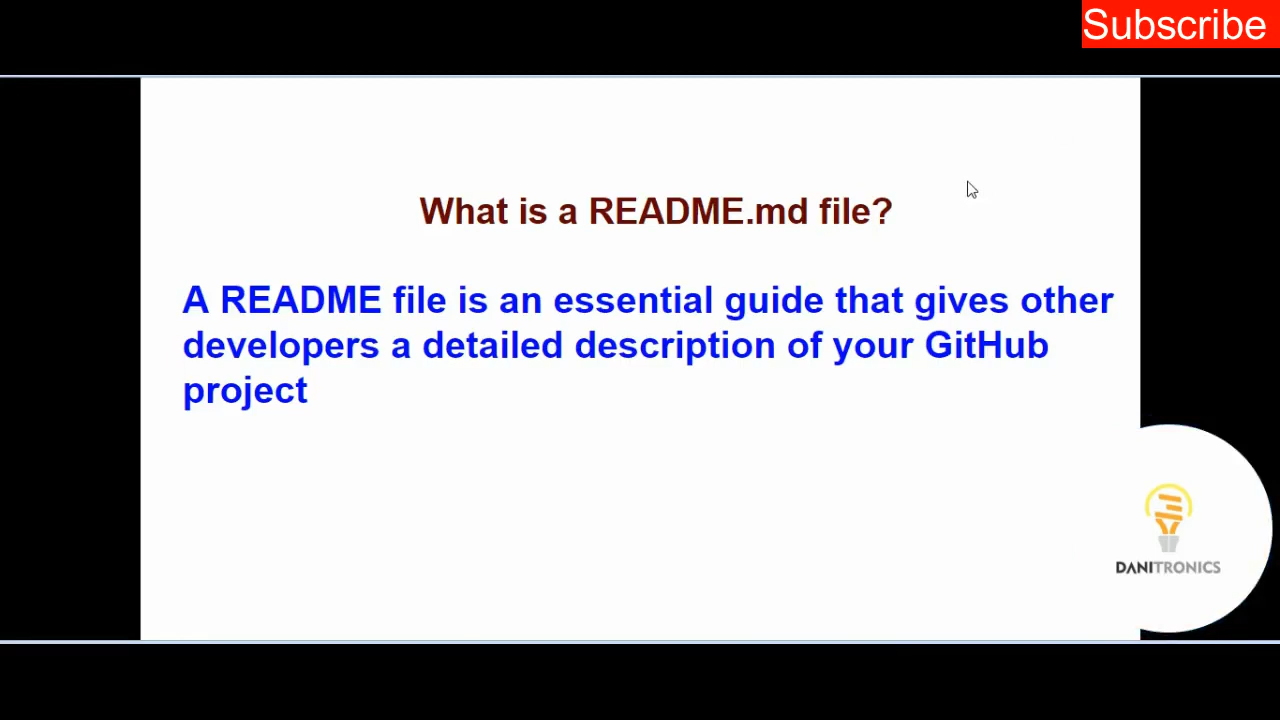 Subscribe
What is a README.md file?
A README file is an essential guide that gives other
developers a detailed description of your GitHub
project
DANITRONICS